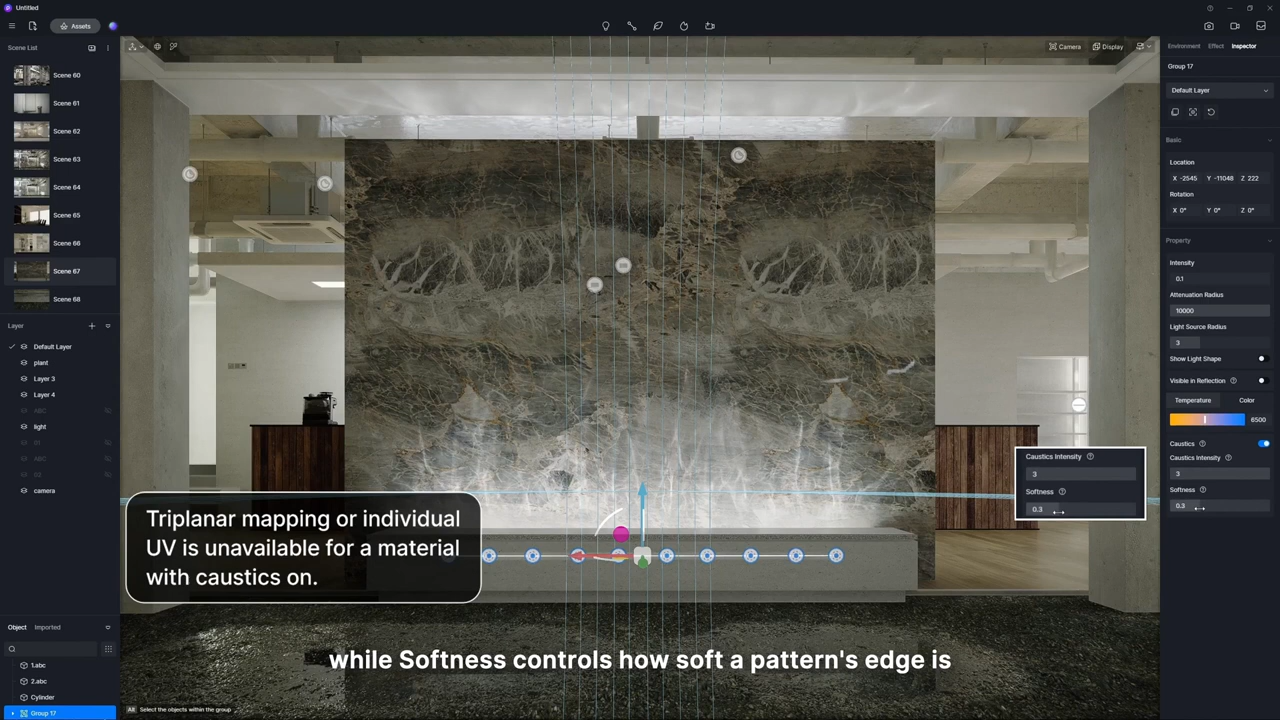 Untitled
Assets
Scene List
Scene 60
Scene 61
Scene 62
Scene 63
Scene 64
Scene 65
Scene 66
Scene 67
Scene 68
Layer
Default Layer
plant
Layer 3
Layer 4
ABC
light
S1
ABC
S2
camera
Object Imported
1.abc
2.abc
Cylinder
Group 17
Camera Display
Triplanar mapping or individual
UV is unavailable for a material
with caustics on.
Caustics Intensity
3
Softness
0.3
while Softness controls how soft a pattern's edge is
Alt Select the objects within the group
Environment Effect Inspector
Group 17
Default Layer
Basic
Location
X -2545 Y -11048 Z 222
Rotation
X 0° Y 0° Z 0°
Property
Intensity
0.1
Attenuation Radius
10000
Light Source Radius
3
Show Light Shape
Visible in Reflection
Temperature Color
6500
Caustics
Caustics Intensity
3
Softness
0.3